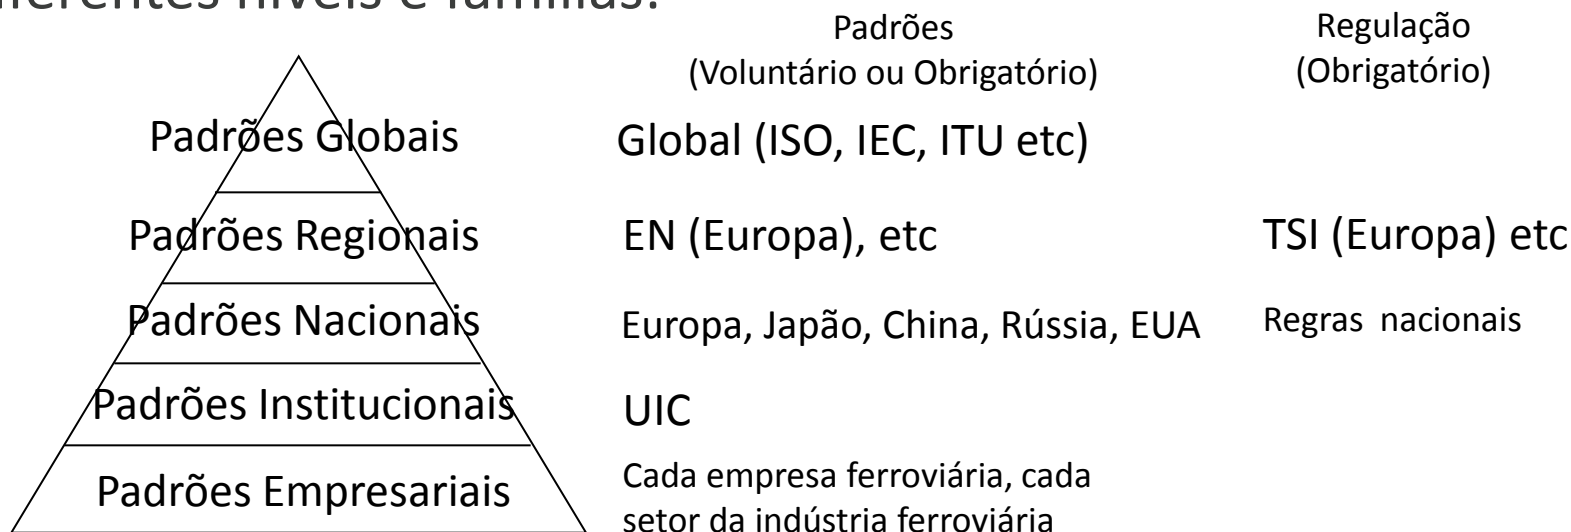 níveis e famílias:
Padrões
(Voluntário ou Obrigatório)
Regulação
(Obrigatório)
Padrões Globais
Global (ISO, IEC, ITU etc)
Padrões Regionais
EN (Europa), etc
TSI (Europa) etc
Padrões Nacionais
Europa, Japão, China, Rússia, EUA
Regras nacionais
Padrões Institucionais
UIC
Padrões Empresariais
Cada empresa ferroviária, cada
setor da indústria ferroviária